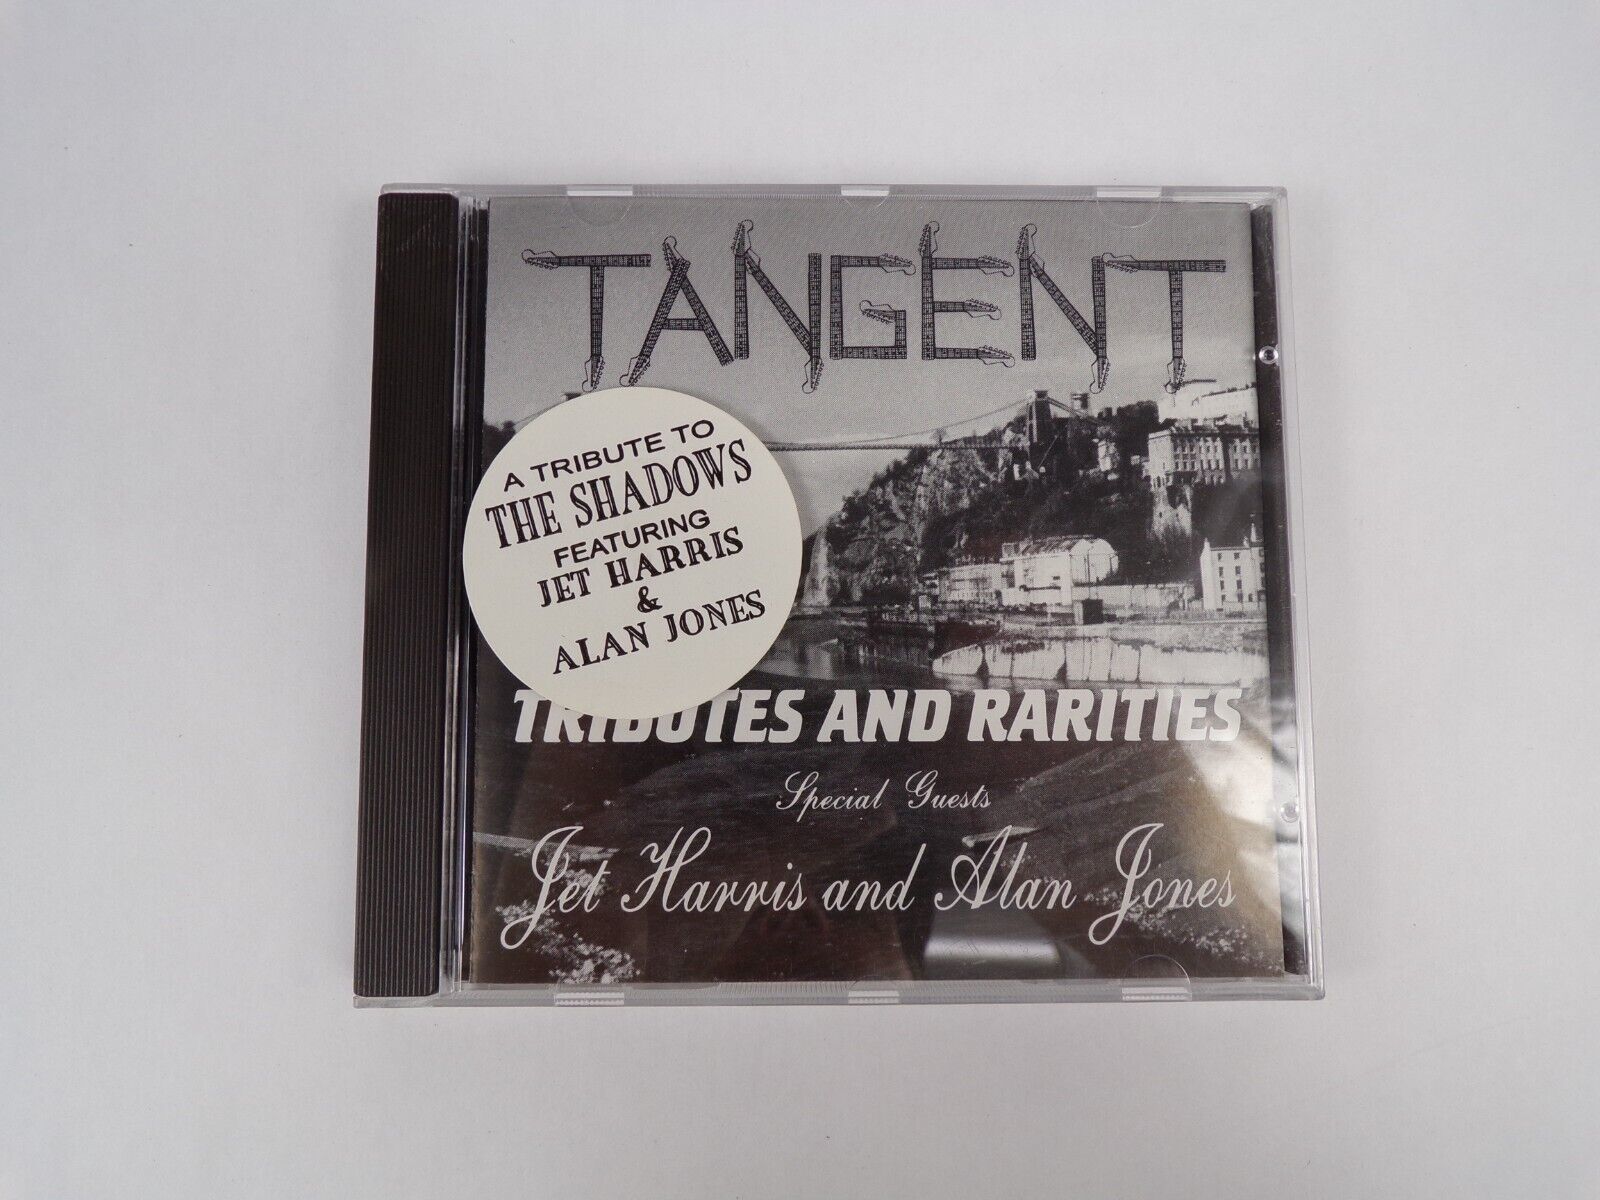 TANGENT
A TRIBUTE TO
THE SHADOWS
FEATURING
JET HARRIS
&
ALAN JONES
TRIBUTES AND RARITIES
Special Guests
Jet Harris and Alan Jones